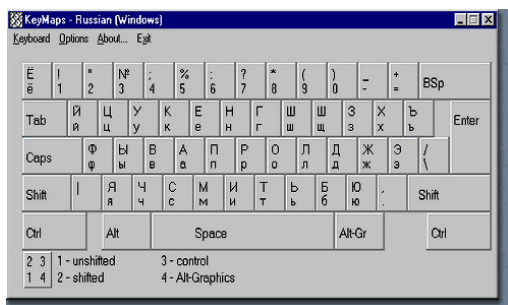 KeyMaps - Russian (Windows)
Keyboard Options About... Exit
Ё ! " № ; % : ? * ( ) _ +
ё 1 2 3 4 5 6 7 8 9 0 - = BSp
Й Ц У К Е Н Г Ш Щ З Х Ъ
Tab й ц у к е н г ш щ з х ъ Enter
Ф Ы В А П Р О Л Д Ж Э /
Caps ф ы в а п р о л д ж э \
| Я Ч С М И Т Ь Б Ю ,
Shift я ч с м и т ь б ю . Shift
Ctrl Alt Space Alt-Gr Ctrl
2 3 1 - unshifted 3 - control
1 4 2 - shifted 4 - Alt-Graphics